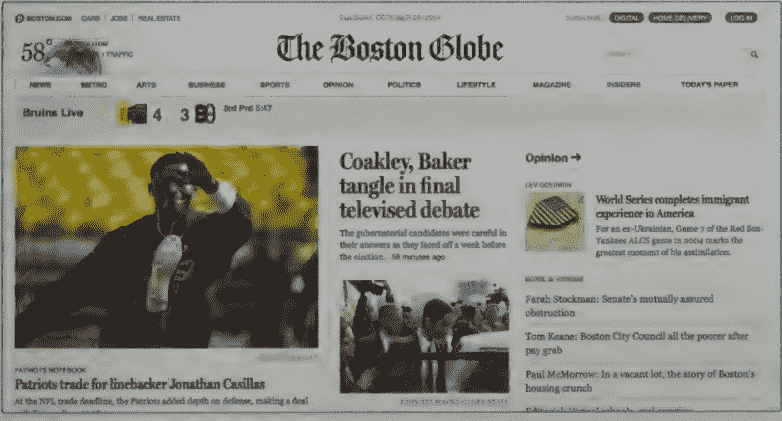 BOSTON.COM CARS JOBS REAL ESTATE
TUESDAY, OCTOBER 28, 2014
SUBSCRIBE DIGITAL HOME DELIVERY LOG IN
58°
TRAFFIC
The Boston Globe
NEWS METRO ARTS BUSINESS SPORTS OPINION POLITICS LIFESTYLE MAGAZINE INSIDERS TODAY'S PAPER
Bruins Live 4 3 3rd Prd 5:47
Patriots trade for linebacker Jonathan Casillas
PATRIOTS NOTEBOOK
At the NFL trade deadline, the Patriots added depth on defense, making a deal
Coakley, Baker
tangle in final
televised debate
The gubernatorial candidates were careful in
their answers as they faced off a week before
the election. 58 minutes ago
Opinion →
LEV GOLINKIN
World Series completes immigrant
experience in America
For an ex-Ukrainian, Game 7 of the Red Sox-
Yankees ALCS game in 2004 marks the
greatest moment of his assimilation.
Farah Stockman: Senate's mutually assured
obstruction
Tom Keane: Boston City Council all the poorer after
pay grab
Paul McMorrow: In a vacant lot, the story of Boston's
housing crunch